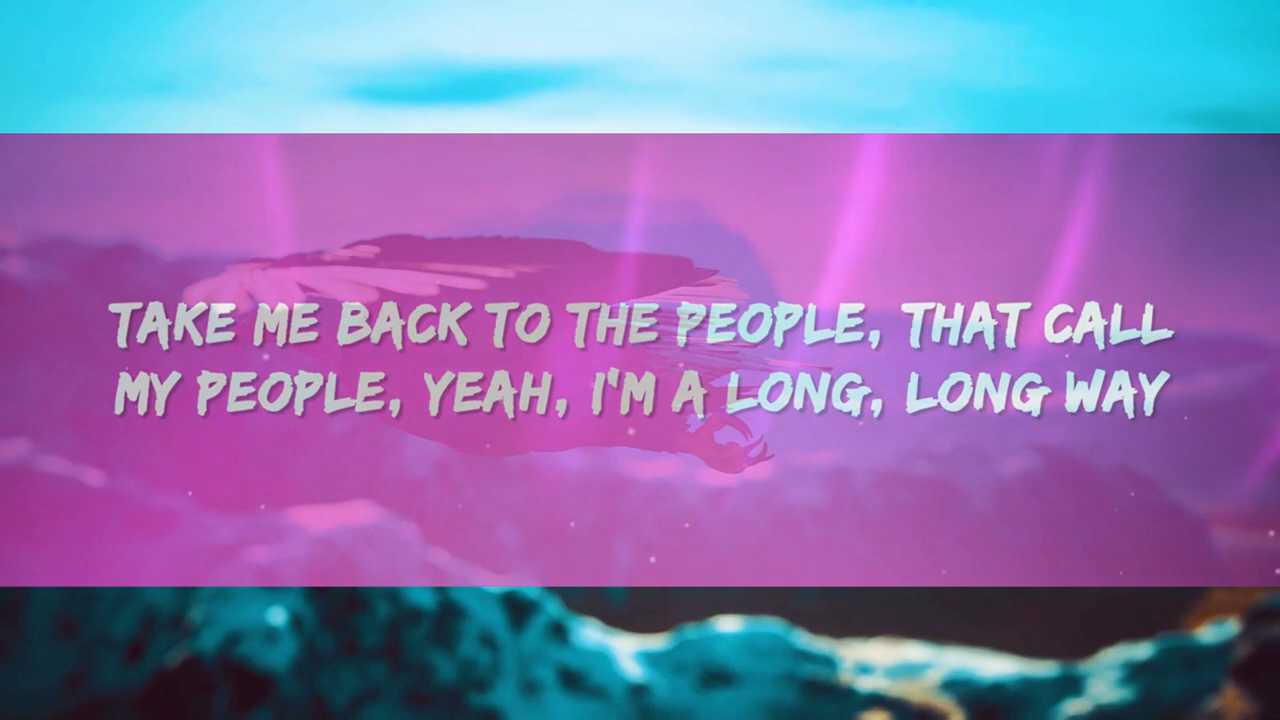 TAKE ME BACK TO THE PEOPLE, THAT CALL
MY PEOPLE, YEAH, I'M A LONG, LONG WAY